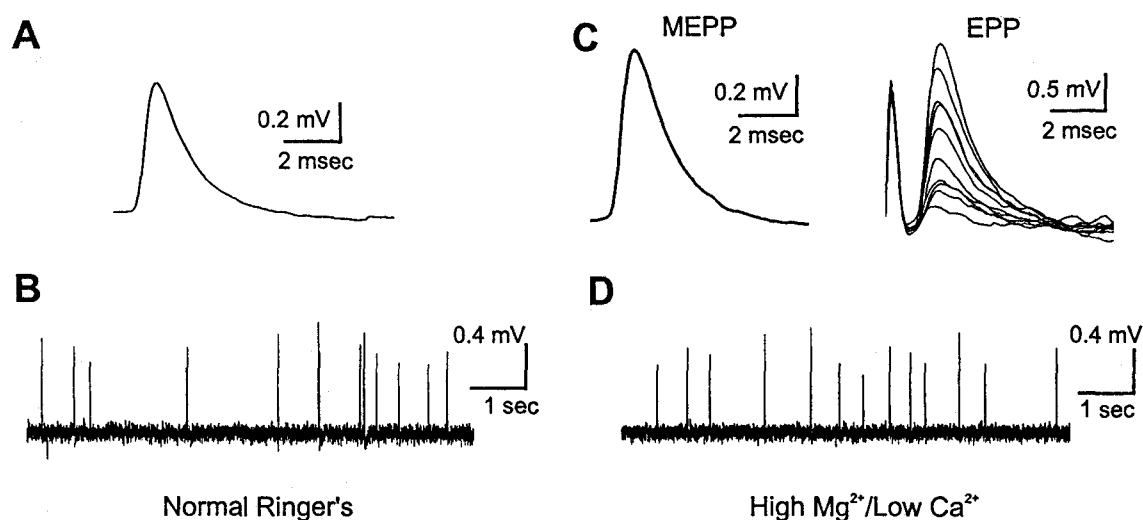 A
0.2 mV
2 msec
B
0.4 mV
1 sec
Normal Ringer's
C
MEPP
EPP
0.2 mV
2 msec
0.5 mV
2 msec
D
0.4 mV
1 sec
High Mg²⁺/Low Ca²⁺